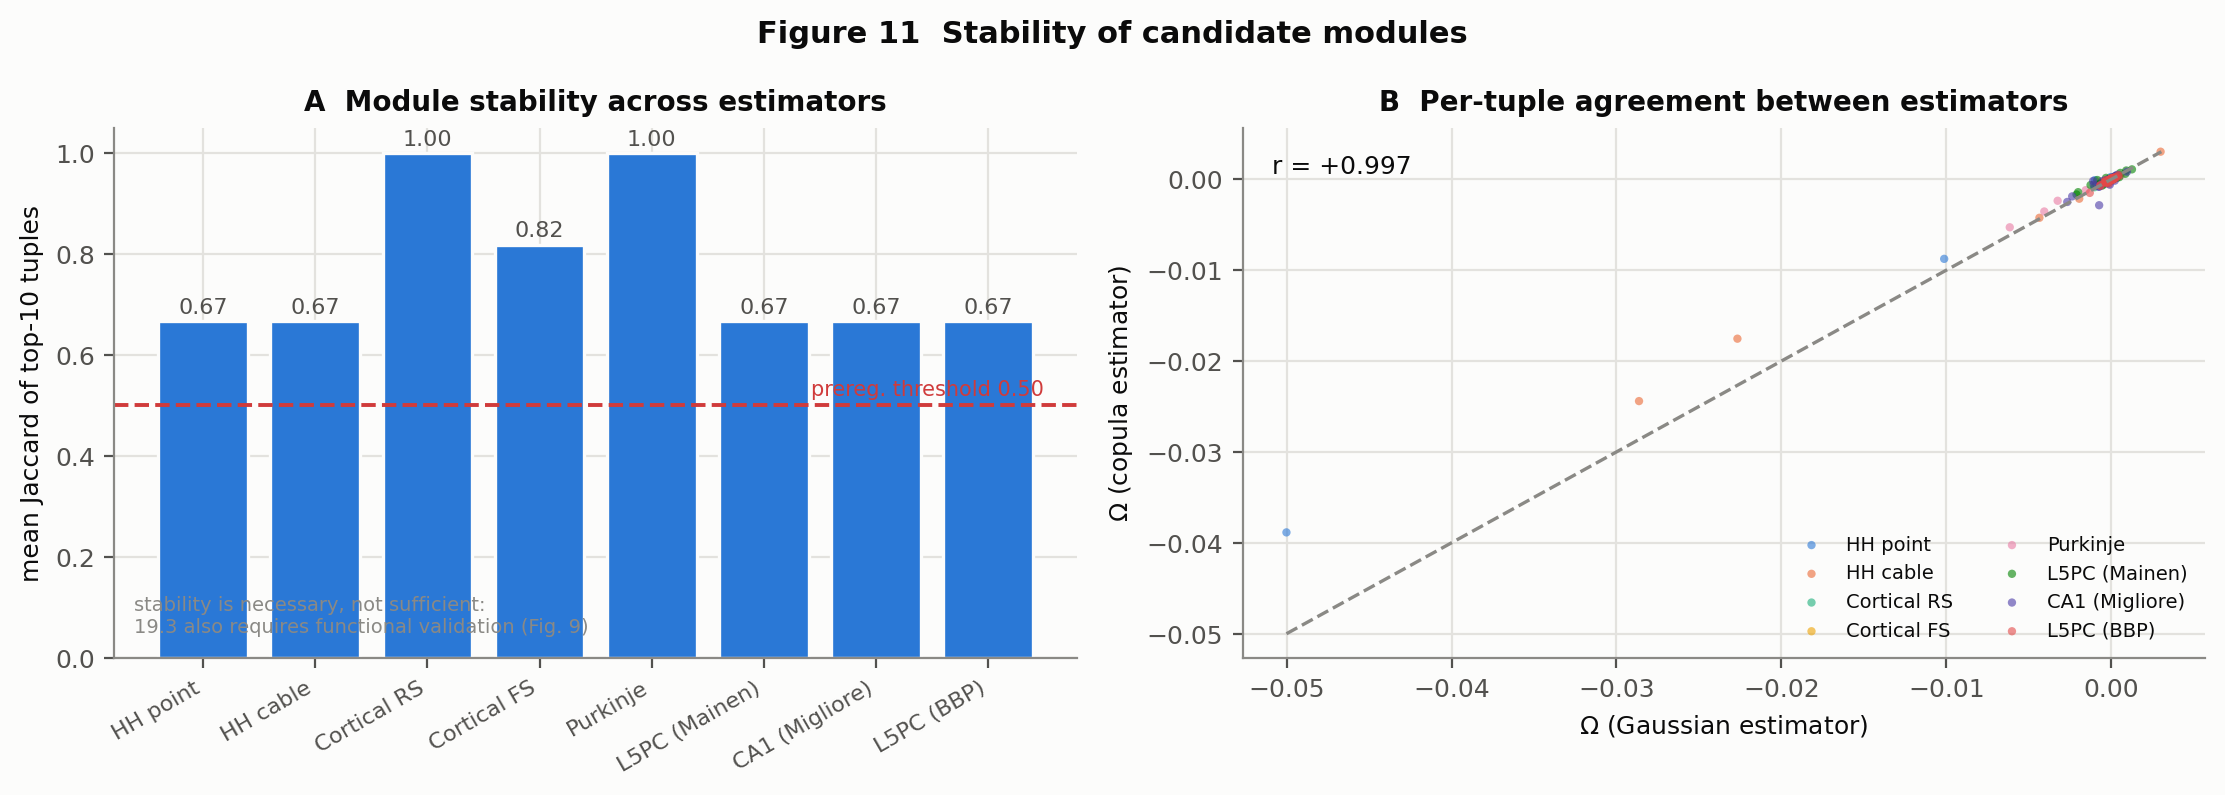 Figure 11  Stability of candidate modules
A  Module stability across estimators
mean Jaccard of top-10 tuples
1.0
0.8
0.6
0.4
0.2
0.0
0.67
0.67
1.00
0.82
1.00
0.67
0.67
0.67
prereg. threshold 0.50
stability is necessary, not sufficient:
19.3 also requires functional validation (Fig. 9)
HH point
HH cable
Cortical RS
Cortical FS
Purkinje
L5PC (Mainen)
CA1 (Migliore)
L5PC (BBP)
B  Per-tuple agreement between estimators
r = +0.997
Ω (copula estimator)
0.00
−0.01
−0.02
−0.03
−0.04
−0.05
HH point
HH cable
Cortical RS
Cortical FS
Purkinje
L5PC (Mainen)
CA1 (Migliore)
L5PC (BBP)
−0.05
−0.04
−0.03
−0.02
−0.01
0.00
Ω (Gaussian estimator)